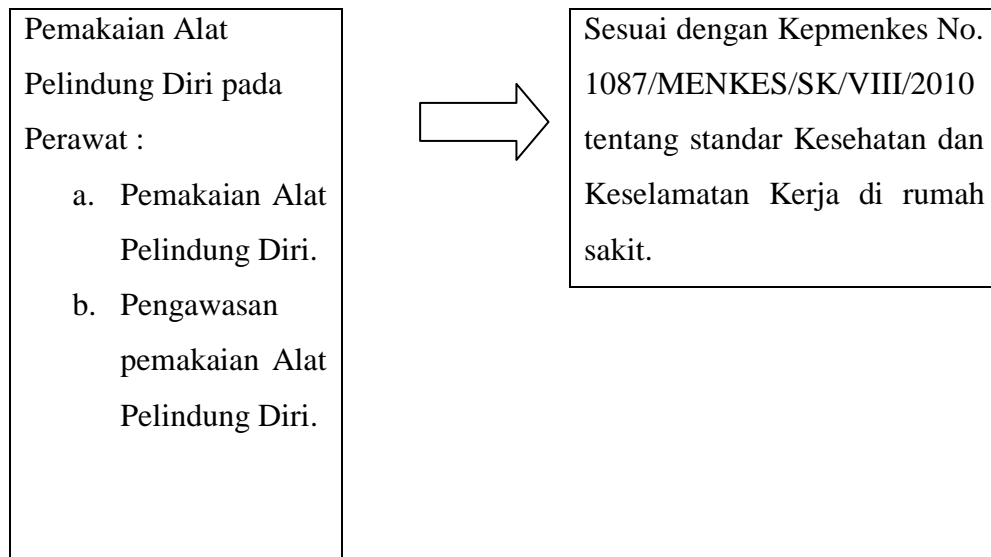 Pemakaian Alat
Pelindung Diri pada
Perawat :
a. Pemakaian Alat
Pelindung Diri.
b. Pengawasan
pemakaian Alat
Pelindung Diri.
Sesuai dengan Kepmenkes No.
1087/MENKES/SK/VIII/2010
tentang standar Kesehatan dan
Keselamatan Kerja di rumah
sakit.